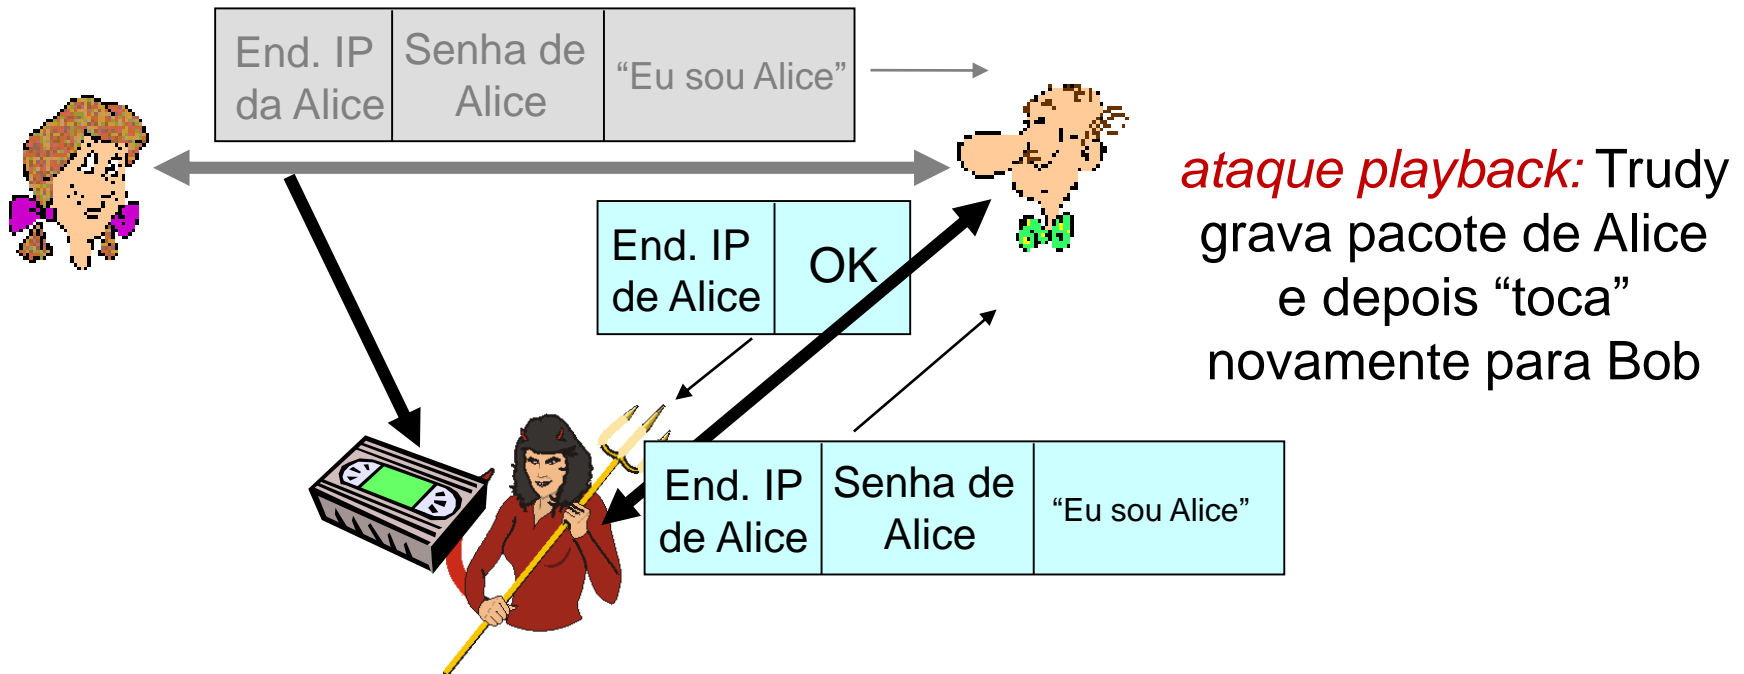 End. IP
da Alice
Senha de
Alice
“Eu sou Alice”
ataque playback: Trudy
grava pacote de Alice
e depois “toca”
novamente para Bob
End. IP
de Alice
OK
End. IP
de Alice
Senha de
Alice
“Eu sou Alice”